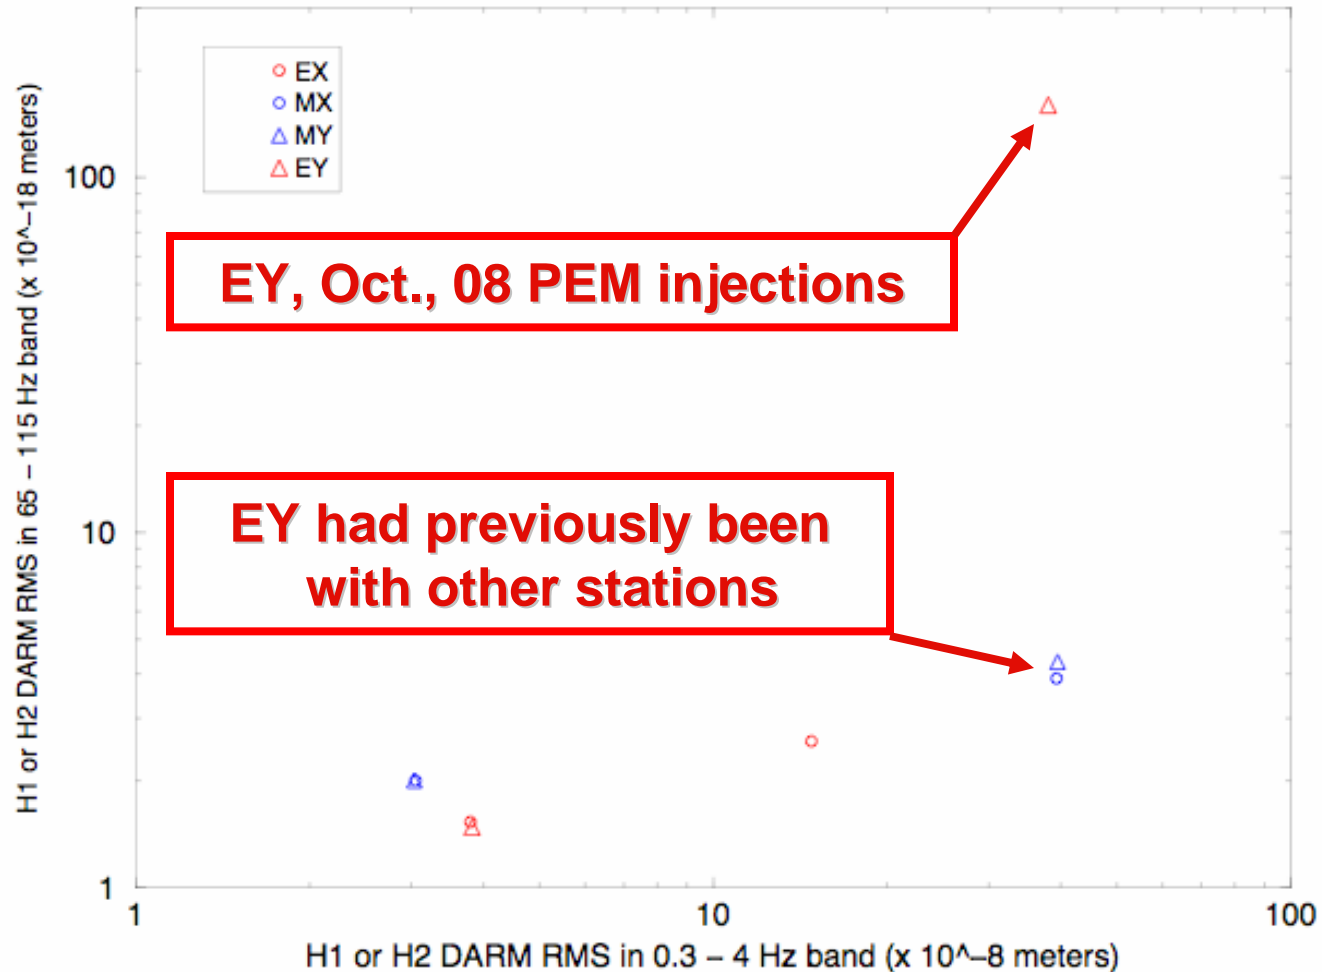 H1 or H2 DARM RMS in 65 – 115 Hz band (x 10^–18 meters)
100
10
1
EX
MX
MY
EY
EY, Oct., 08 PEM injections
EY had previously been
with other stations
1
10
100
H1 or H2 DARM RMS in 0.3 – 4 Hz band (x 10^–8 meters)